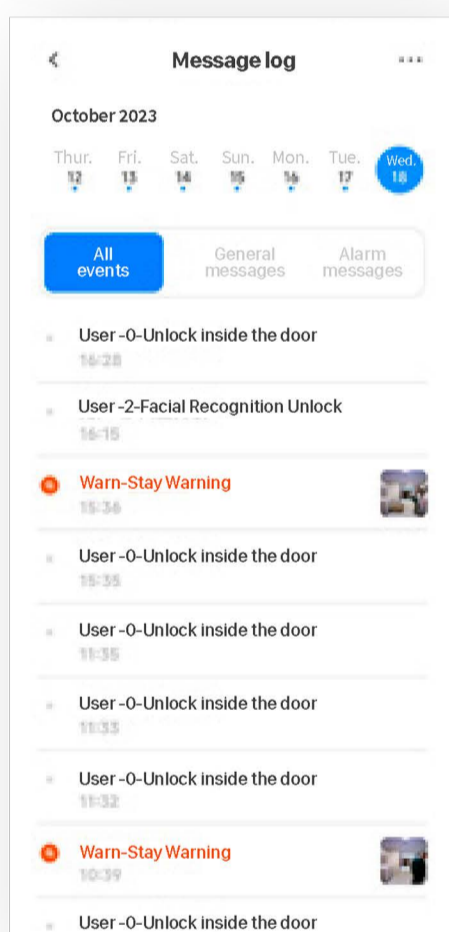 Message log
October 2023
Thur. Fri. Sat. Sun. Mon. Tue. Wed.
12 13 14 15 16 17 18
All events
General messages
Alarm messages
User-0-Unlock inside the door
16:28
User-2-Facial Recognition Unlock
16:15
Warn-Stay Warning
15:36
User-0-Unlock inside the door
15:35
User-0-Unlock inside the door
11:35
User-0-Unlock inside the door
11:33
User-0-Unlock inside the door
11:32
Warn-Stay Warning
10:39
User-0-Unlock inside the door